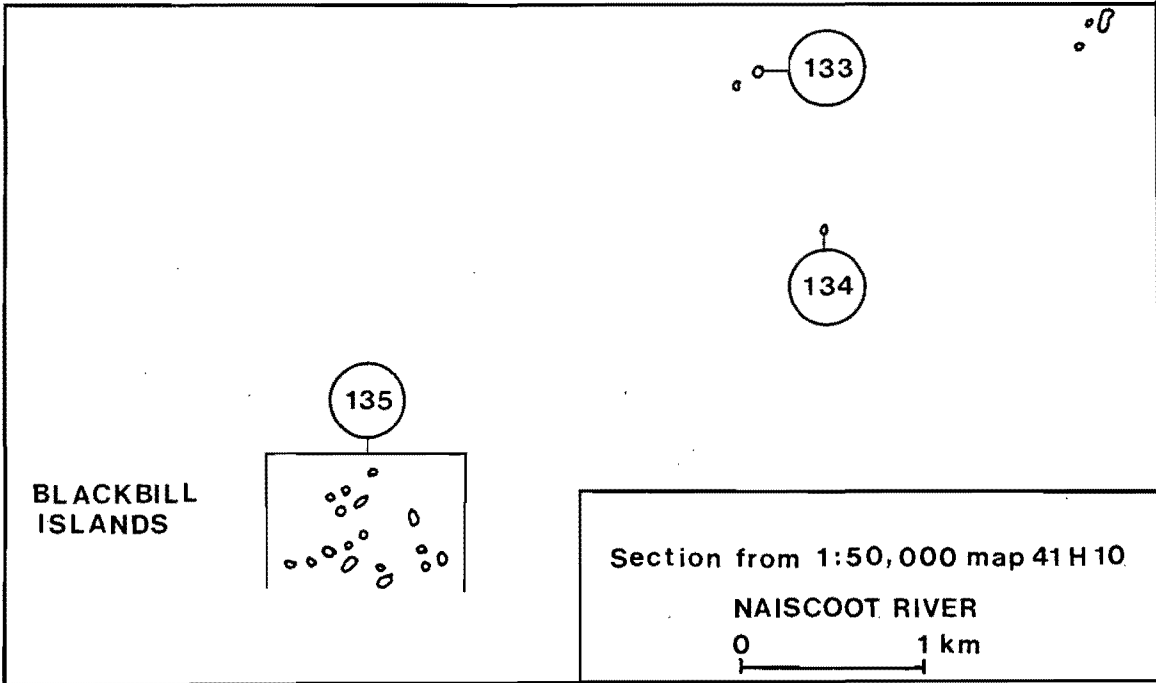 133
134
135
BLACKBILL
ISLANDS
Section from 1:50,000 map 41 H 10
NAISCOOT RIVER
0 1 km